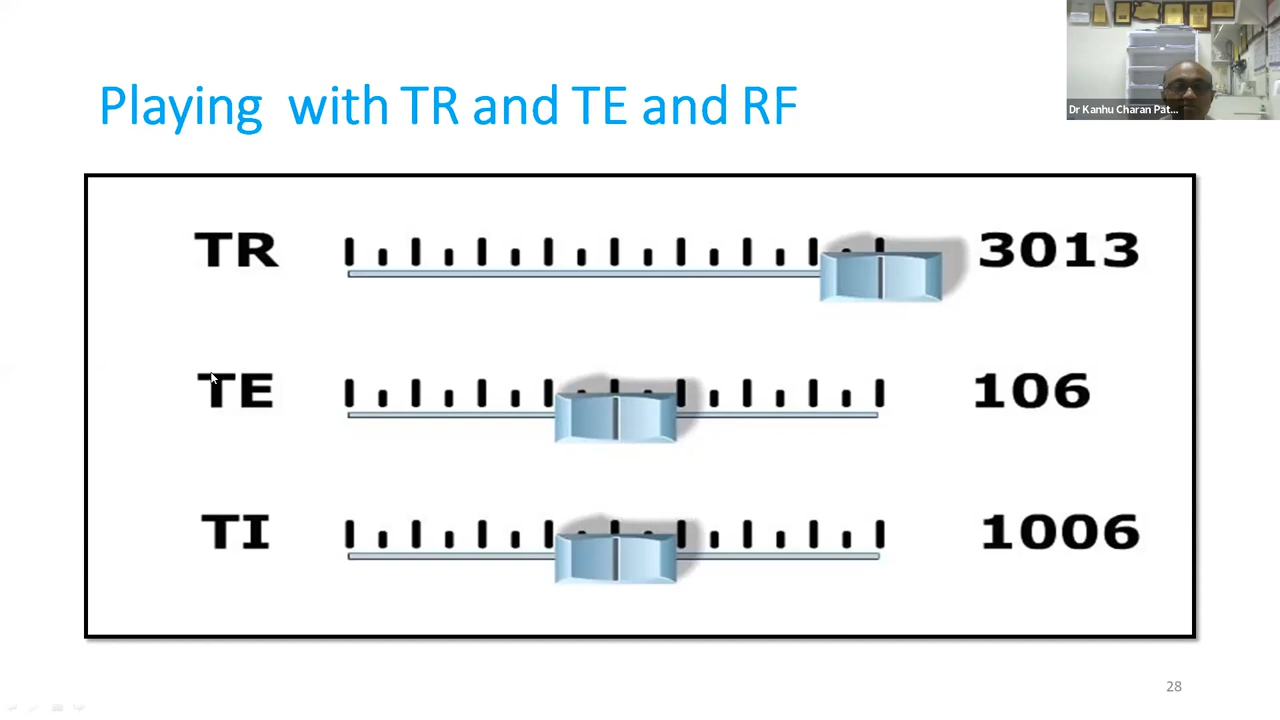 Dr Kanhu Charan Pat...
Playing with TR and TE and RF
TR 3013
TE 106
TI 1006
28